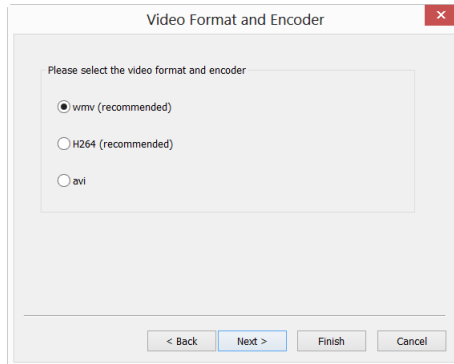 Video Format and Encoder
Please select the video format and encoder
wmv (recommended)
H264 (recommended)
avi
< Back Next > Finish Cancel